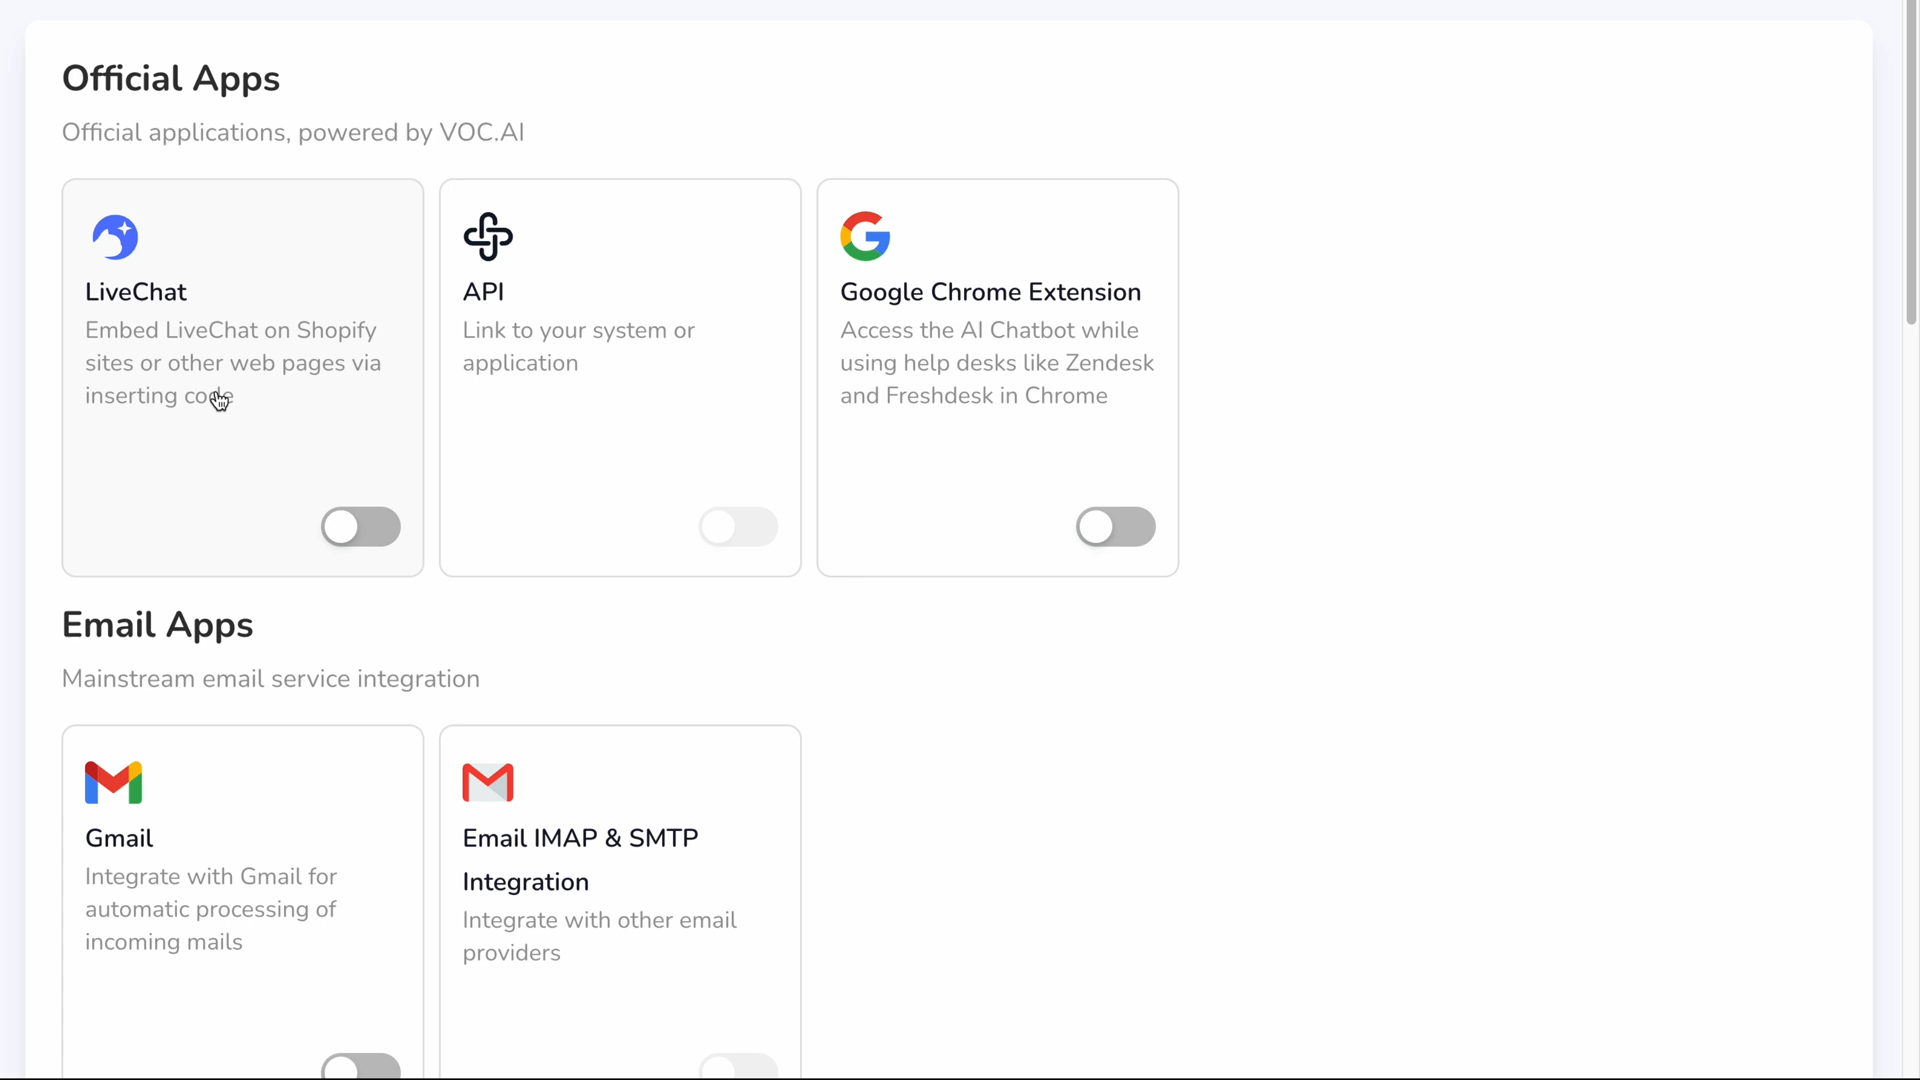 Official Apps
Official applications, powered by VOC.AI
LiveChat
Embed LiveChat on Shopify
sites or other web pages via
inserting code
API
Link to your system or
application
Google Chrome Extension
Access the AI Chatbot while
using help desks like Zendesk
and Freshdesk in Chrome
Email Apps
Mainstream email service integration
Gmail
Integrate with Gmail for
automatic processing of
incoming mails
Email IMAP & SMTP
Integration
Integrate with other email
providers